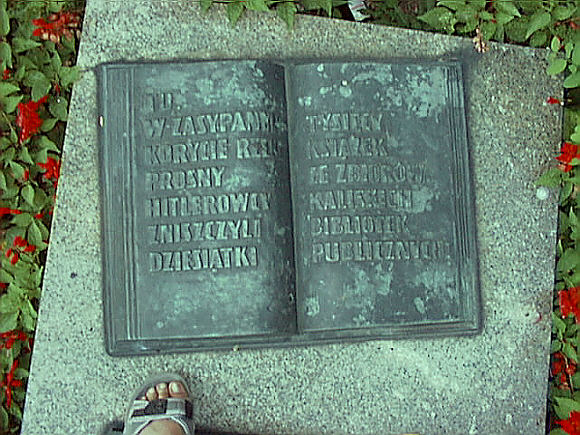 TU
W ZASYPANYM
KORYCIE RZEKI
PROSNY
HITLEROWCY
ZNISZCZYLI
DZIESIĄTKI
TYSIĘCY
KSIĄŻEK
ZE ZBIORÓW
KALISKICH
BIBLIOTEK
PUBLICZNYCH